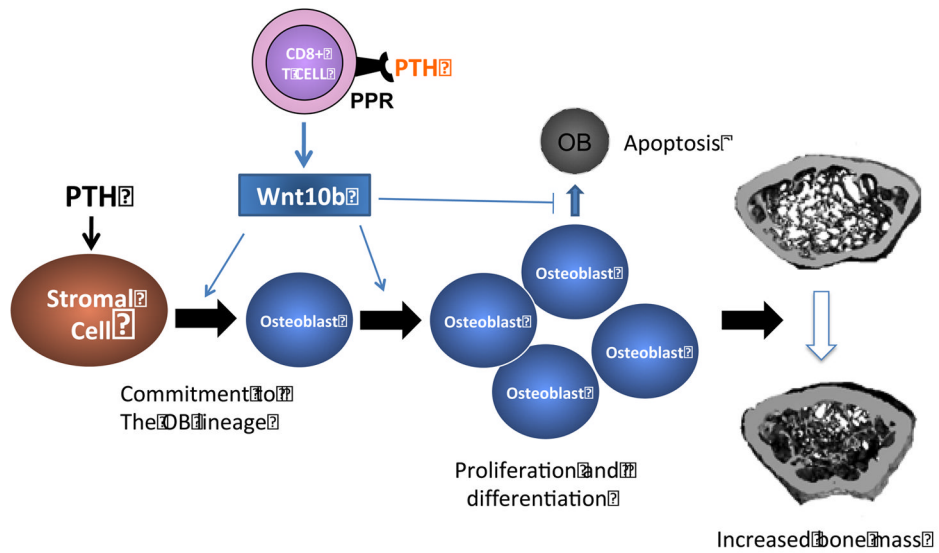 CD8+⍰
T⍰CELL⍰
PTH⍰
PPR
OB
Apoptosis⍰
Wnt10b⍰
PTH⍰
Stromal⍰
Cell⍰
Osteoblast⍰
Osteoblast⍰
Osteoblast⍰
Osteoblast⍰
Osteoblast⍰
Commitment⍰to⍰⍰
The⍰OB⍰lineage⍰
Proliferation⍰and⍰⍰
differentiation⍰
Increased⍰bone⍰mass⍰